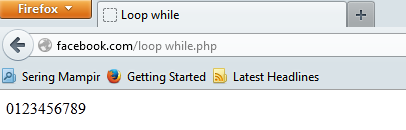 Firefox
Loop while
facebook.com/loop while.php
Sering Mampir Getting Started Latest Headlines
0123456789